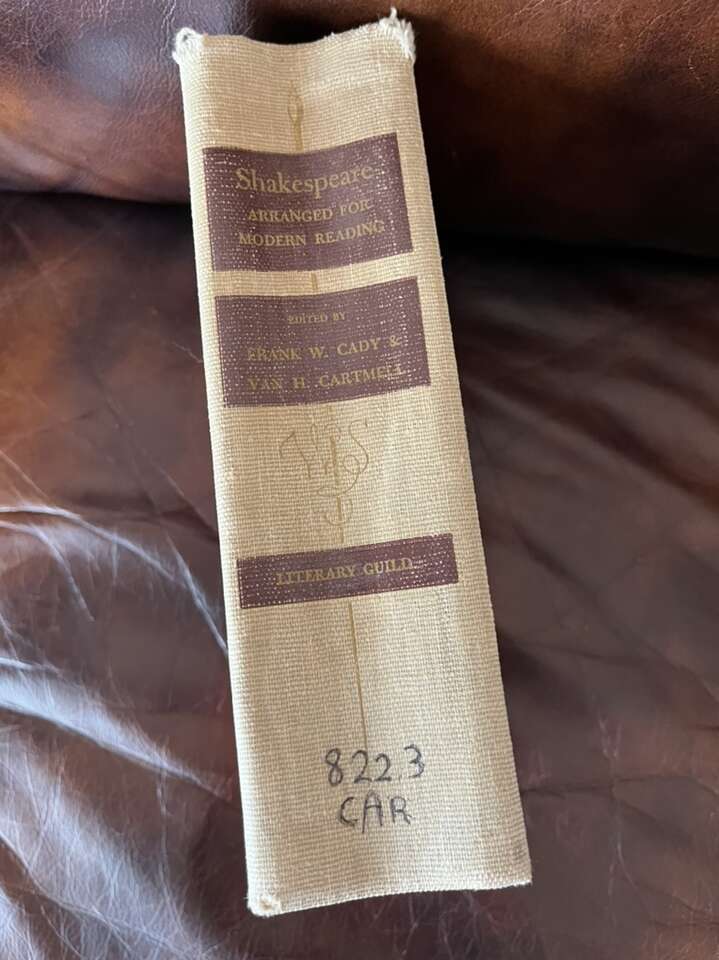 Shakespeare
ARRANGED FOR
MODERN READING
EDITED BY
FRANK W. CADY &
VAN H. CARTMELL
LITERARY GUILD
822.3
CAR